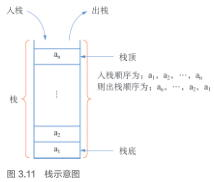 入栈
出栈
aₙ
栈顶
入栈顺序为：a₁，a₂，…，aₙ
则出栈顺序为：aₙ，…，a₂，a₁
栈
⋮
a₂
a₁
栈底
图 3.11 栈示意图